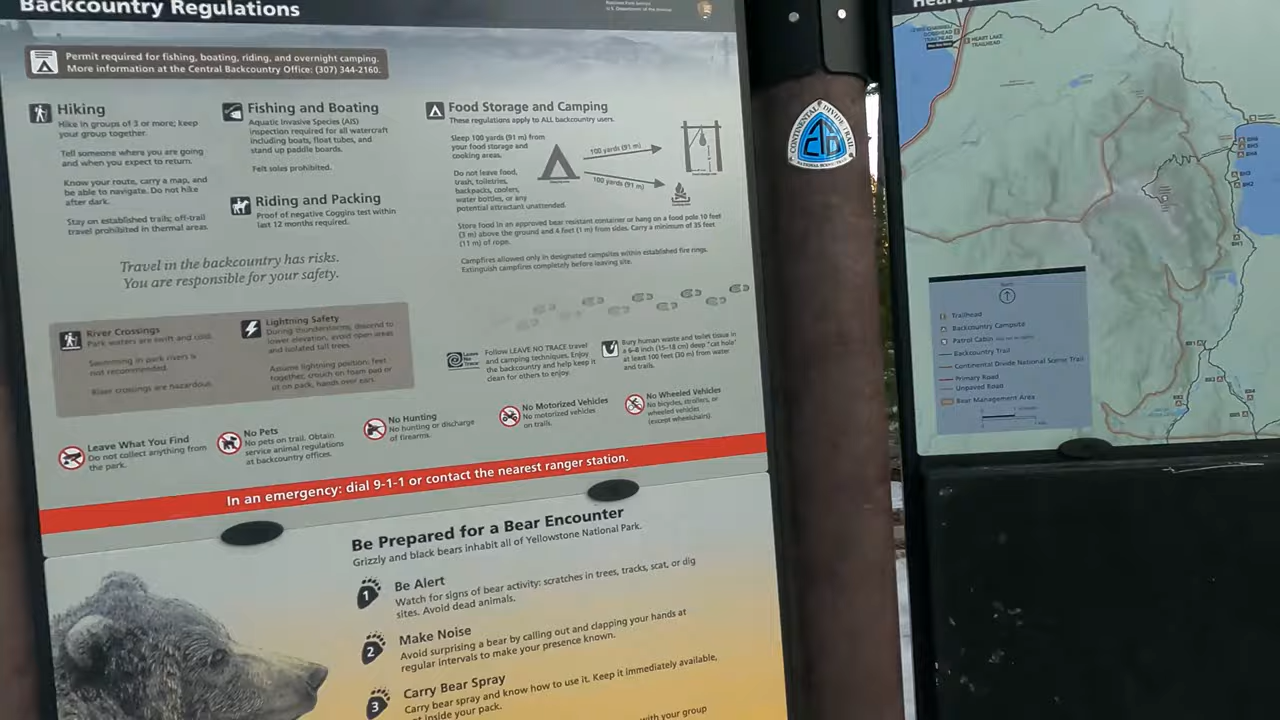 Backcountry Regulations
Permit required for fishing, boating, riding, and overnight camping.
More information at the Central Backcountry Office: (307) 344-2160.
Hiking
Hike in groups of 3 or more; keep
your group together.
Tell someone where you are going
and when you expect to return.
Know your route, carry a map, and
be able to navigate. Do not hike
after dark.
Stay on established trails; off-trail
travel prohibited in thermal areas.
Fishing and Boating
Aquatic Invasive Species (AIS)
inspection required for all watercraft
including boats, float tubes, and
stand up paddle boards.
Felt soles prohibited.
Riding and Packing
Proof of negative Coggins test within
last 12 months required.
Travel in the backcountry has risks.
You are responsible for your safety.
Food Storage and Camping
These regulations apply to ALL backcountry users.
Sleep 100 yards (91 m) from
your food storage and
cooking areas.
Do not leave food,
trash, toiletries,
backpacks, coolers,
water bottles, or any
potential attractant unattended.
100 yards (91 m)
100 yards (91 m)
Store food in an approved bear resistant container or hang on a food pole 10 feet
(3 m) above the ground and 4 feet (1 m) from sides. Carry a minimum of 35 feet
(11 m) of rope.
Campfires allowed only in designated campsites within established fire rings.
Extinguish campfires completely before leaving site.
River Crossings
Park waters are swift and cold.
Swimming in park rivers is
not recommended.
River crossings are hazardous.
Lightning Safety
During thunderstorms, descend to
lower elevation, avoid open areas
and isolated tall trees.
Assume lightning position: feet
together, crouch on foam pad or
sit on pack, hands over ears.
Leave
No
Trace
Follow LEAVE NO TRACE travel
and camping techniques. Enjoy
the backcountry and help keep it
clean for others to enjoy.
Bury human waste and toilet tissue in
a 6-8 inch (15-18 cm) deep "cat hole"
at least 100 feet (30 m) from water
and trails.
Leave What You Find
Do not collect anything from
the park.
No Pets
No pets on trail. Obtain
service animal regulations
at backcountry offices.
No Hunting
No hunting or discharge
of firearms.
No Motorized Vehicles
No motorized vehicles
on trails.
No Wheeled Vehicles
No bicycles, strollers, or
wheeled vehicles
(except wheelchairs).
In an emergency: dial 9-1-1 or contact the nearest ranger station.
Be Prepared for a Bear Encounter
Grizzly and black bears inhabit all of Yellowstone National Park.
1
Be Alert
Watch for signs of bear activity: scratches in trees, tracks, scat, or dig
sites. Avoid dead animals.
2
Make Noise
Avoid surprising a bear by calling out and clapping your hands at
regular intervals to make your presence known.
3
Carry Bear Spray
Carry bear spray and know how to use it. Keep it immediately available,
not inside your pack.
with your group
CONTINENTAL DIVIDE TRAIL
NATIONAL SCENIC TRAIL
HEART LAKE
TRAILHEAD
North
Trailhead
Backcountry Campsite
Patrol Cabin
Backcountry Trail
Continental Divide National Scenic Trail
Primary Road
Unpaved Road
Bear Management Area